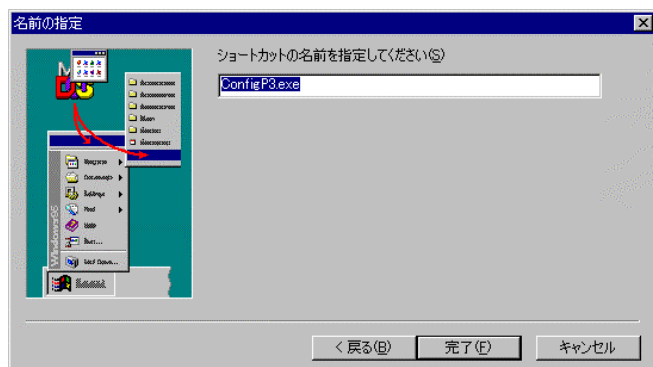 名前の指定
ショートカットの名前を指定してください(S)
ConfigP3.exe
Windows95
< 戻る(B)
完了(F)
キャンセル